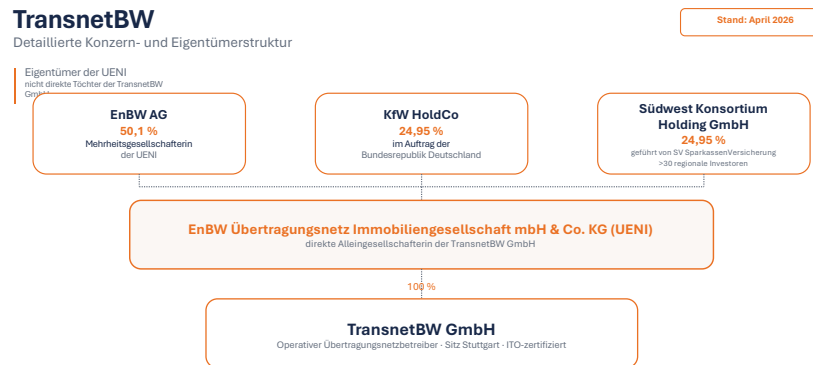 TransnetBW
Detaillierte Konzern- und Eigentümerstruktur
Stand: April 2026
Eigentümer der UENI
nicht direkte Töchter der TransnetBW
GmbH
EnBW AG
50,1 %
Mehrheitsgesellschafterin
der UENI
KfW HoldCo
24,95 %
im Auftrag der
Bundesrepublik Deutschland
Südwest Konsortium
Holding GmbH
24,95 %
geführt von SV SparkassenVersicherung
>30 regionale Investoren
EnBW Übertragungsnetz Immobiliengesellschaft mbH & Co. KG (UENI)
direkte Alleingesellschafterin der TransnetBW GmbH
100 %
TransnetBW GmbH
Operativer Übertragungsnetzbetreiber · Sitz Stuttgart · ITO-zertifiziert